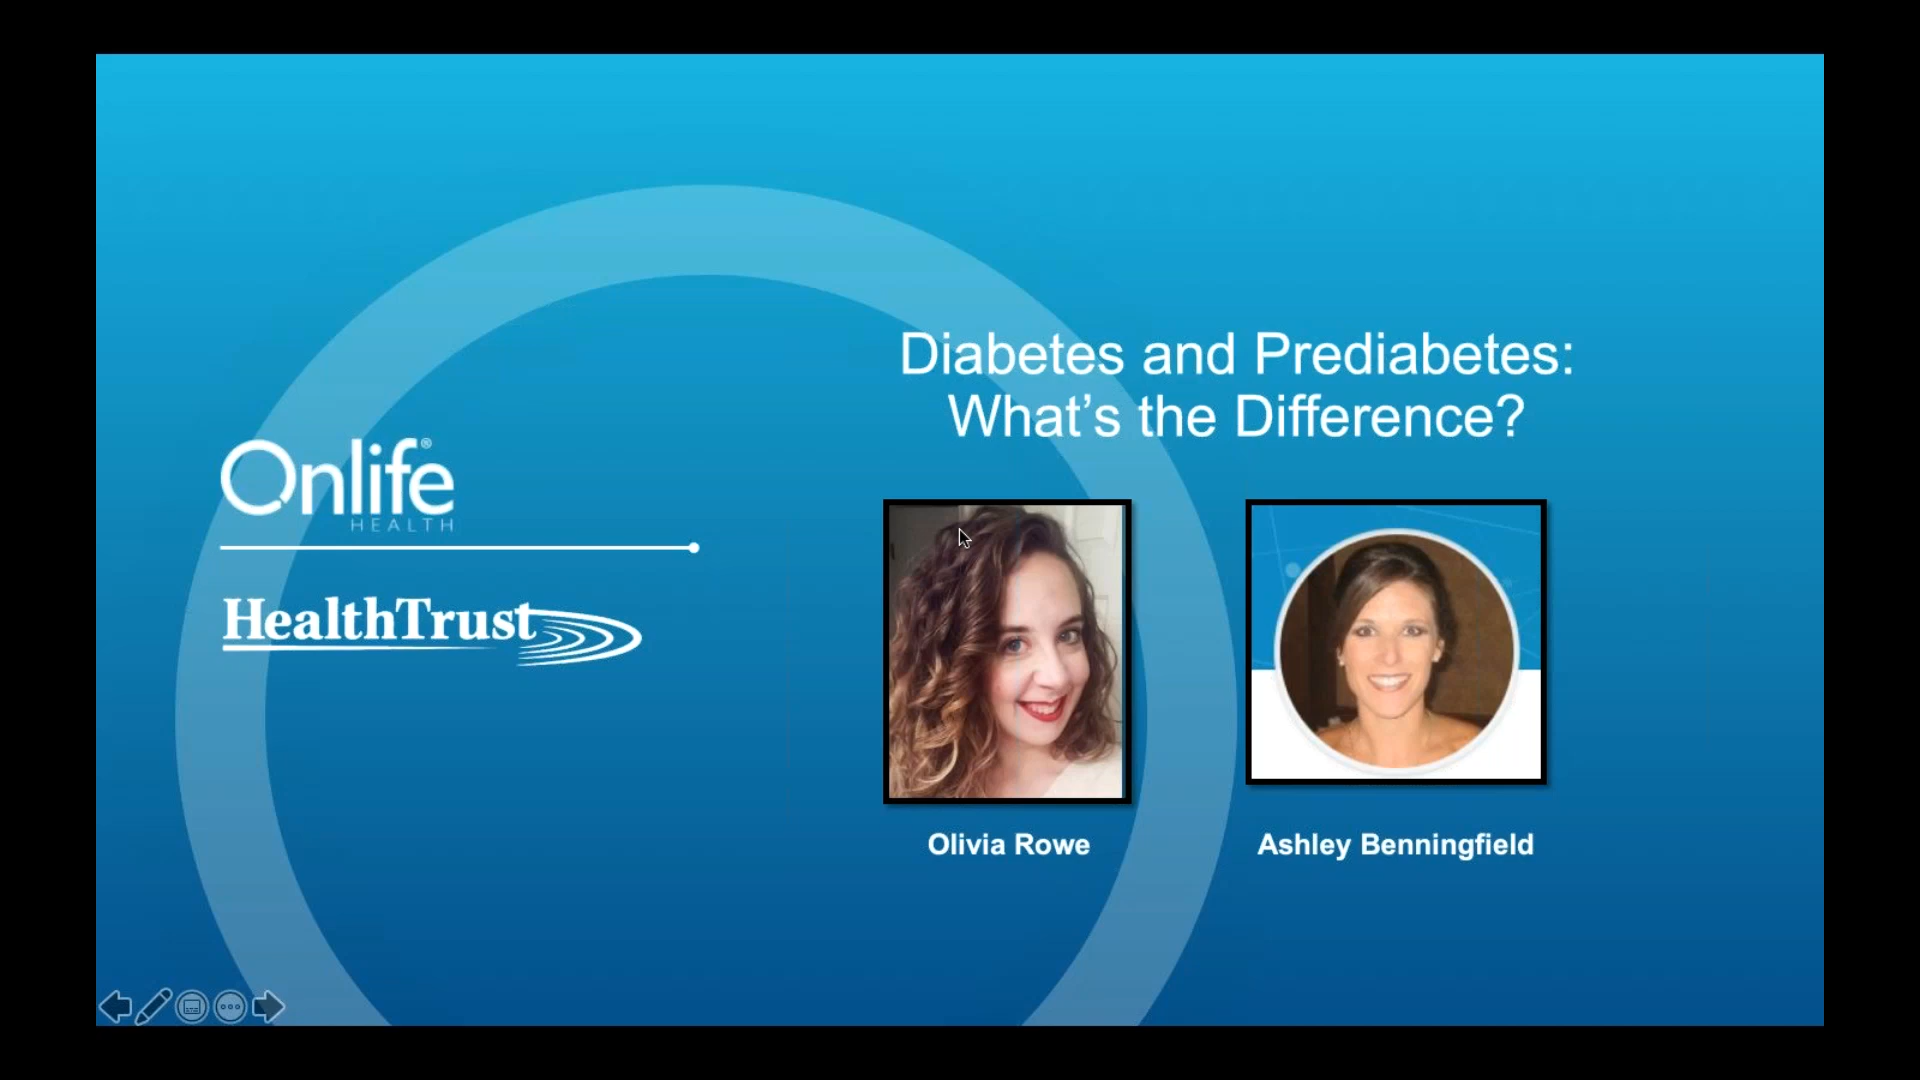 Diabetes and Prediabetes:
What’s the Difference?
Onlife®
HEALTH
HealthTrust
Olivia Rowe
Ashley Benningfield